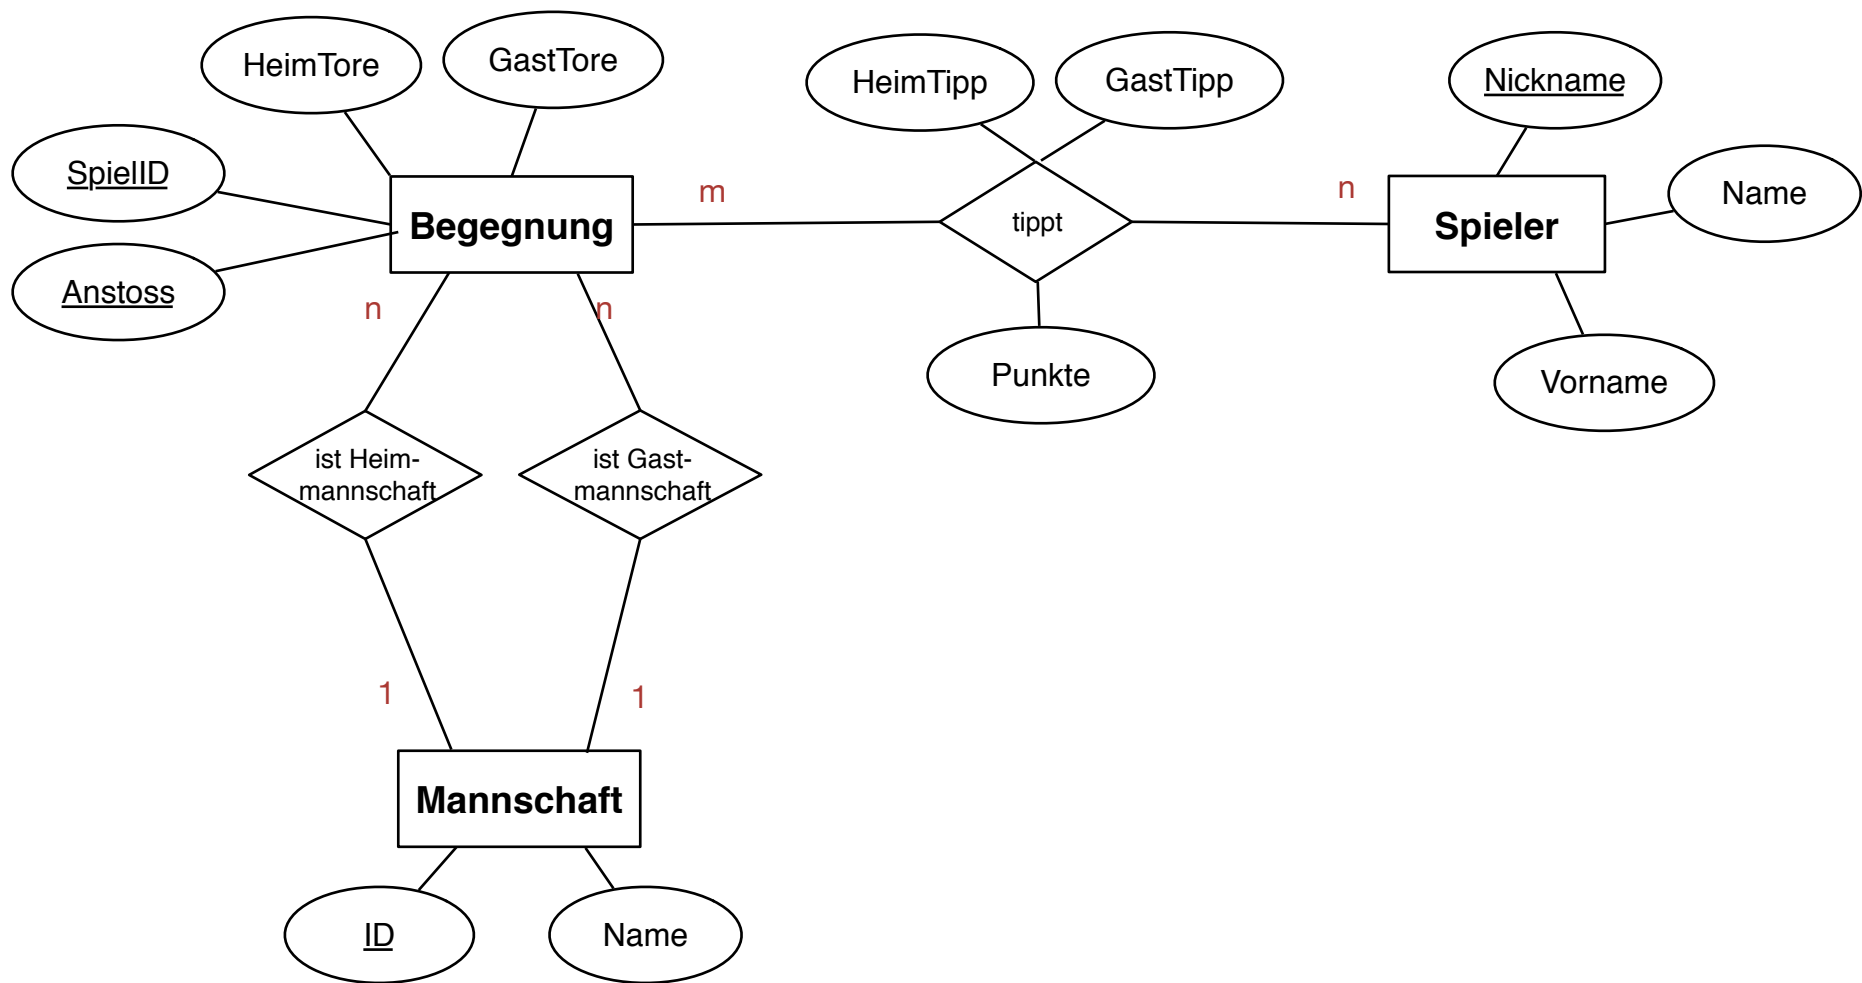 HeimTore
GastTore
HeimTipp
GastTipp
Nickname
SpielID
Name
m
n
Begegnung
tippt
Spieler
Anstoss
n
n
Punkte
Vorname
ist Heim-
mannschaft
ist Gast-
mannschaft
1
1
Mannschaft
ID
Name